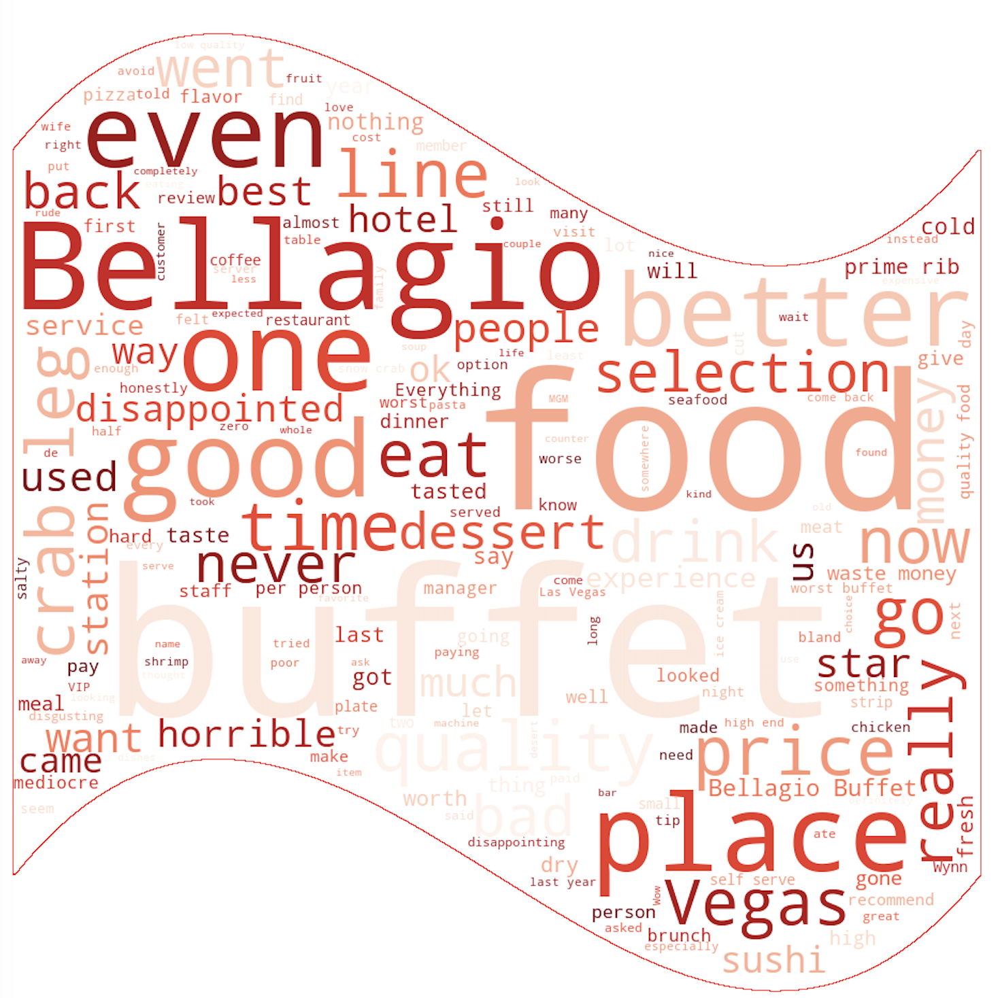 low quality
went
avoid
fruit
year
pizza
told
flavor
find
love
even
nothing
wife
cost
right
member
line
put
completely
back
eating
best
look
review
rude
hotel
still
many
first
almost
cold
Bellagio
customer
table
couple
visit
instead
lot
nice
coffee
server
less
family
will
prime rib
expensive
better
service
felt
expected
restaurant
people
wait
day
one
way
soup
life
least
cut
leg
enough
snow crab
ok
option
selection
give
honestly
Everything
MGM
seafood
come back
disappointed
worst
pasta
food
money
quality food
half
zero
whole
dinner
counter
somewhere
de
good
eat
worse
found
used
tasted
kind
took
served
know
old
crab
station
time
dessert
drink
meat
now
hard
taste
every
us
never
say
serve
salty
staff
per person
manager
come
experience
Las Vegas
waste money
worst buffet
favorite
buffet
go
choice
next
long
ice cream
last
going
name
tried
bland
away
pay
shrimp
poor
ask
paying
use
star
thought
got
much
looked
really
VIP
looking
something
meal
well
night
strip
disgusting
plate
let
want
horrible
try
two
machine
made
high end
chicken
quality
desert
came
dishes
make
need
price
mediocre
item
thing
paid
Bellagio Buffet
seem
worth
bar
said
bad
small
definitely
place
tip
ate
fresh
disappointing
dry
Wynn
last year
self serve
gone
Wow
Vegas
person
recommend
asked
great
brunch
especially
high
sushi